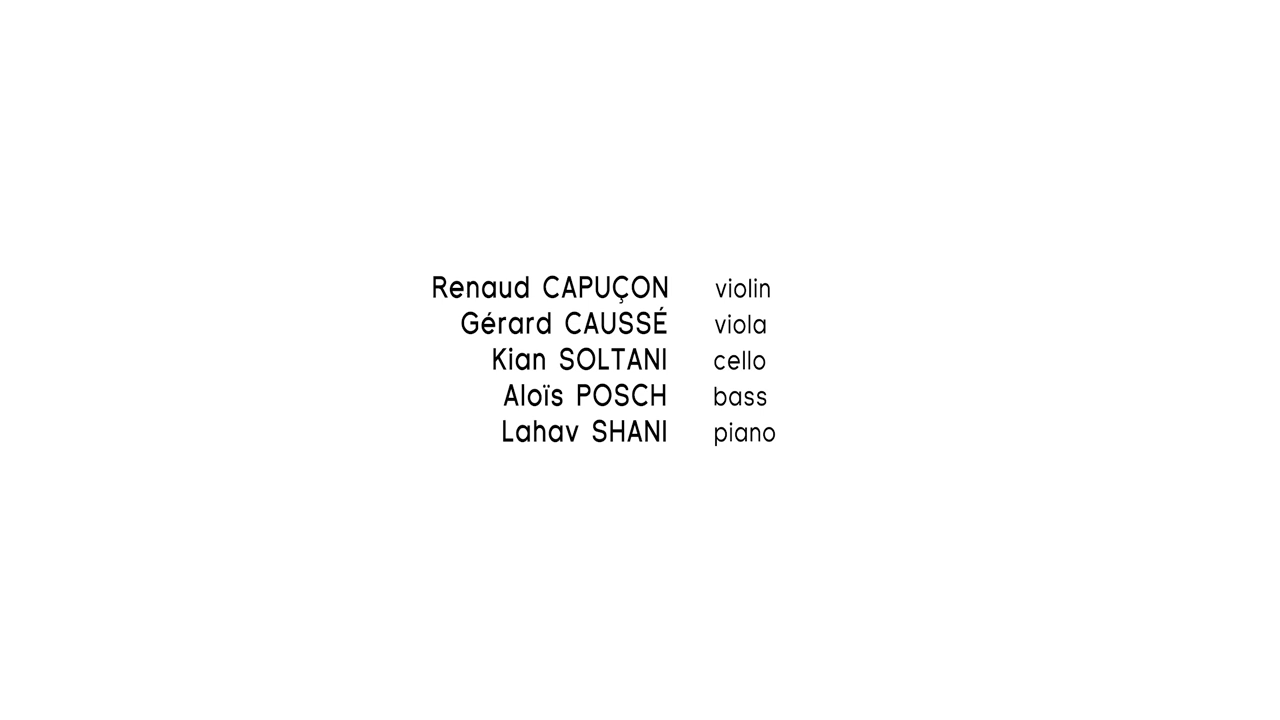 Renaud CAPUÇON violin
Gérard CAUSSÉ viola
Kian SOLTANI cello
Aloïs POSCH bass
Lahav SHANI piano